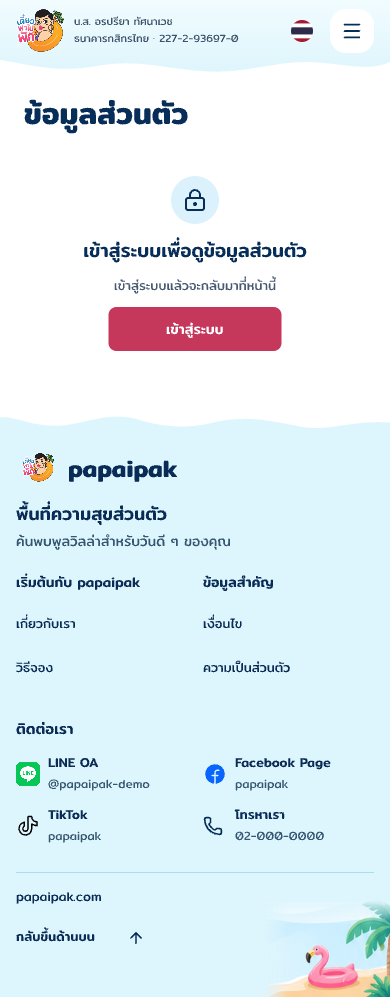 น.ส. อรปรียา ทัศนาเวช
ธนาคารกสิกรไทย · 227-2-93697-0
ข้อมูลส่วนตัว
เข้าสู่ระบบเพื่อดูข้อมูลส่วนตัว
เข้าสู่ระบบแล้วจะกลับมาที่หน้านี้
เข้าสู่ระบบ
papaipak
พื้นที่ความสุขส่วนตัว
ค้นพบพูลวิลล่าสำหรับวันดี ๆ ของคุณ
เริ่มต้นกับ papaipak
ข้อมูลสำคัญ
เกี่ยวกับเรา
เงื่อนไข
วิธีจอง
ความเป็นส่วนตัว
ติดต่อเรา
LINE OA
@papaipak-demo
Facebook Page
papaipak
TikTok
papaipak
โทรหาเรา
02-000-0000
papaipak.com
กลับขึ้นด้านบน